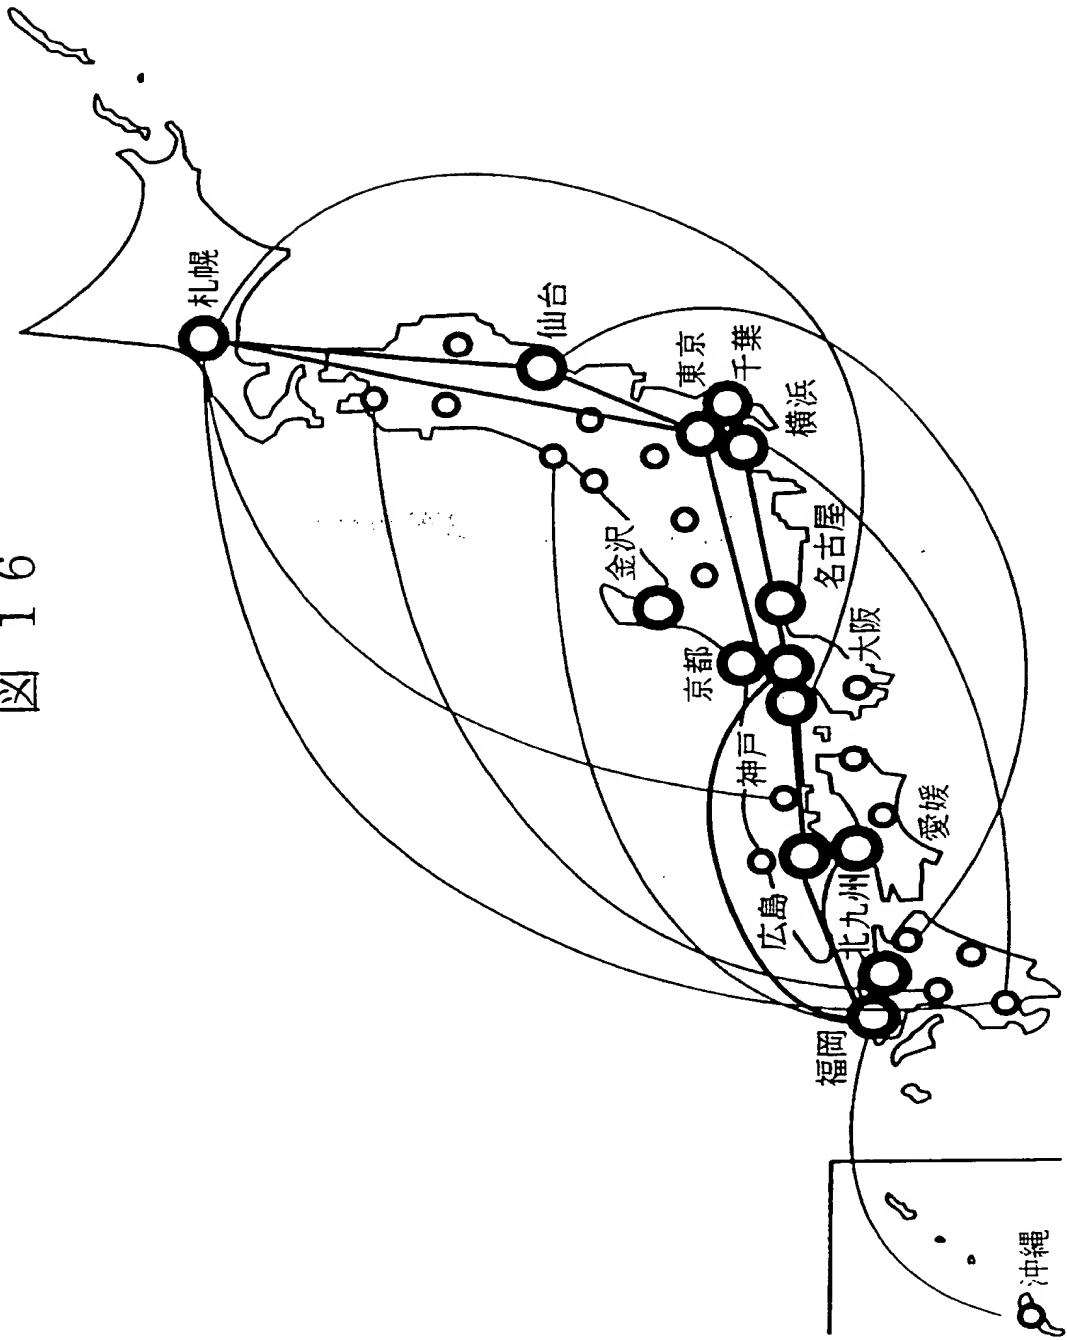 図 16
札幌
仙台
東京
千葉
横浜
金沢
名古屋
京都
大阪
神戸
愛媛
広島
北九州
福岡
沖縄